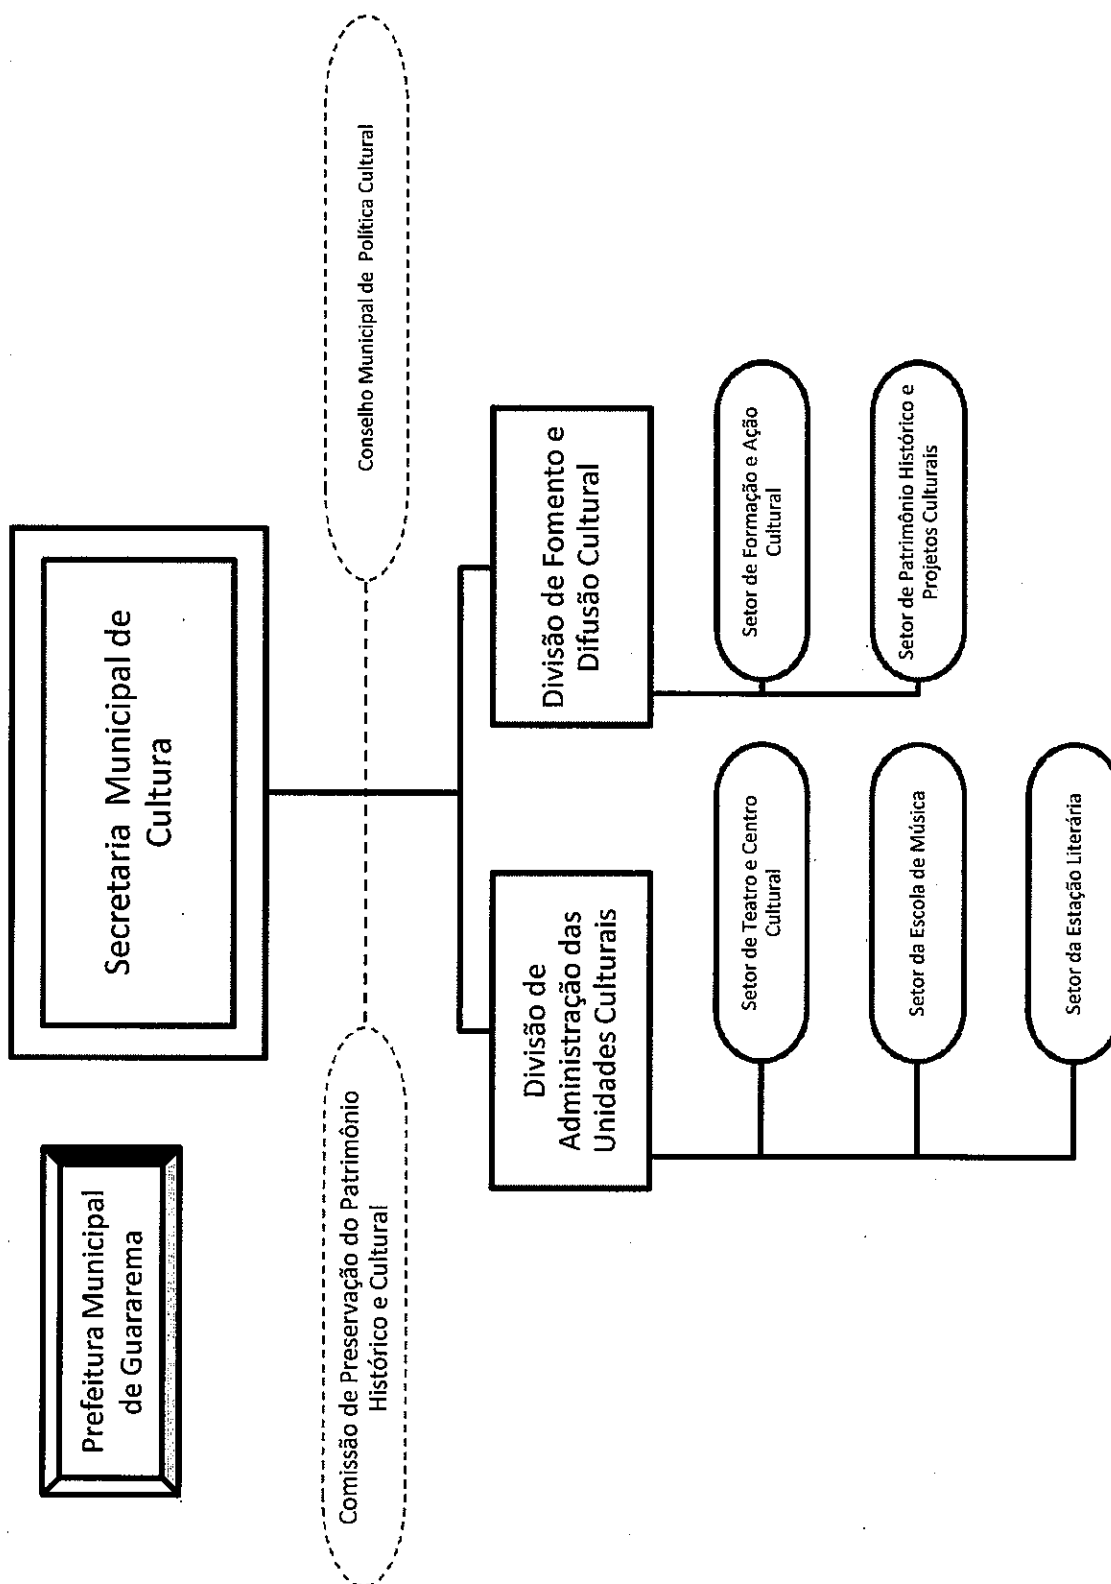 Prefeitura Municipal
de Guararema
Secretaria Municipal de
Cultura
Comissão de Preservação do Patrimônio
Histórico e Cultural
Conselho Municipal de Política Cultural
Divisão de
Administração das
Unidades Culturais
Divisão de Fomento e
Difusão Cultural
Setor de Teatro e Centro
Cultural
Setor da Escola de Música
Setor da Estação Literária
Setor de Formação e Ação
Cultural
Setor de Patrimônio Histórico e
Projetos Culturais